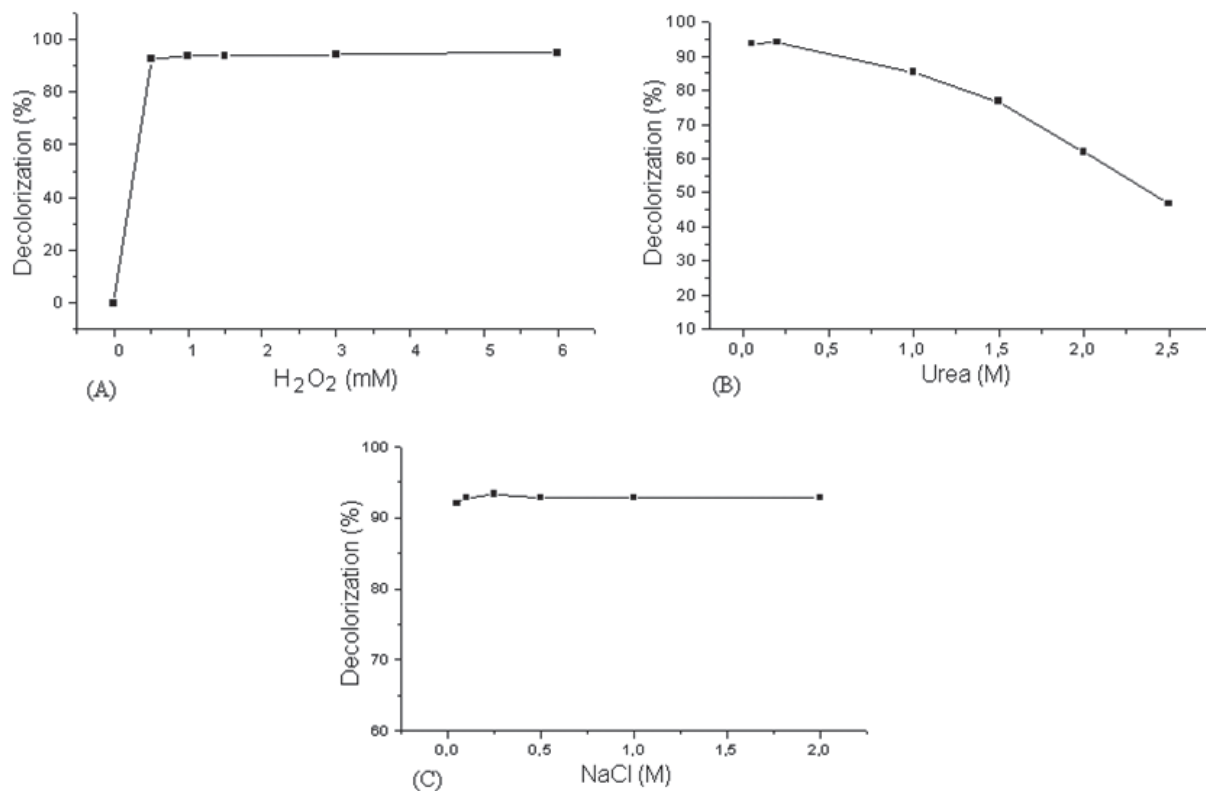 100
80
60
40
20
0
Decolorization (%)
0 1 2 3 4 5 6
H₂O₂ (mM)
(A)
100
90
80
70
60
50
40
30
20
10
Decolorization (%)
0,0 0,5 1,0 1,5 2,0 2,5
Urea (M)
(B)
100
90
80
70
60
Decolorization (%)
0,0 0,5 1,0 1,5 2,0
NaCl (M)
(C)